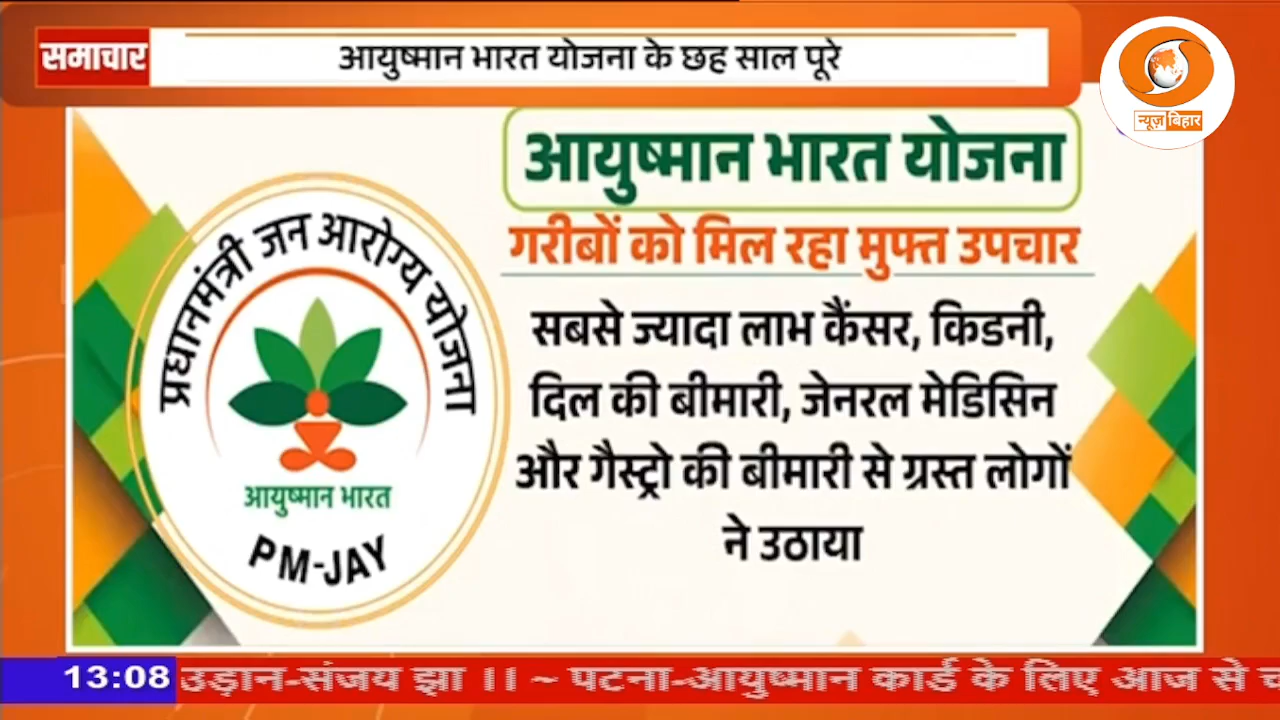 समाचार
आयुष्मान भारत योजना के छह साल पूरे
न्यूज़ बिहार
आयुष्मान भारत योजना
गरीबों को मिल रहा मुफ्त उपचार
सबसे ज्यादा लाभ कैंसर, किडनी,
दिल की बीमारी, जेनरल मेडिसिन
और गैस्ट्रो की बीमारी से ग्रस्त लोगों
ने उठाया
प्रधानमंत्री जन आरोग्य योजना
आयुष्मान भारत
PM-JAY
13:08 उड़ान-संजय झा ।। ~ पटना-आयुष्मान कार्ड के लिए आज से